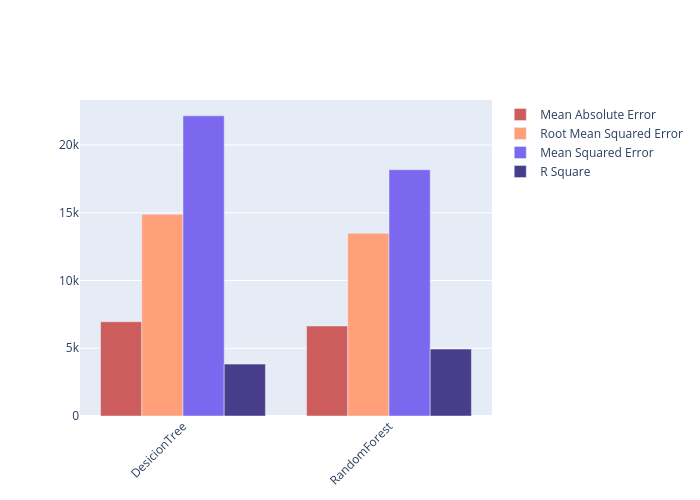 Mean Absolute Error
Root Mean Squared Error
Mean Squared Error
R Square
20k
15k
10k
5k
0
DesicionTree
RandomForest